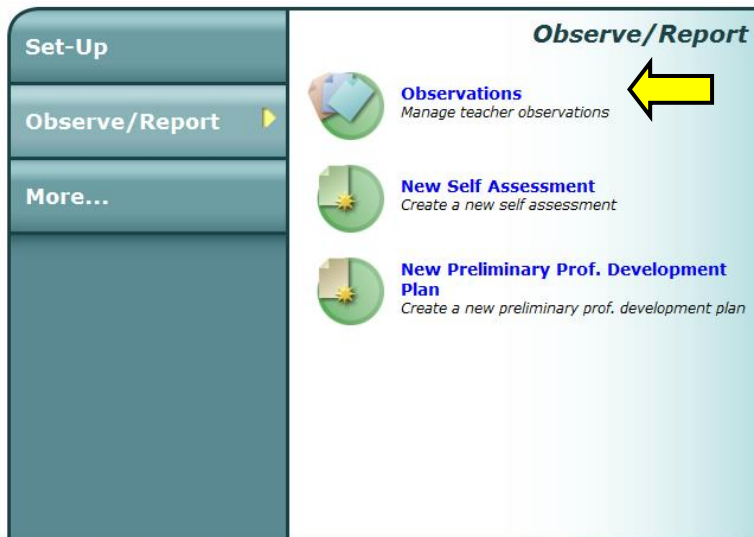 Set-Up
Observe/Report
More...
Observe/Report
Observations
Manage teacher observations
New Self Assessment
Create a new self assessment
New Preliminary Prof. Development
Plan
Create a new preliminary prof. development plan